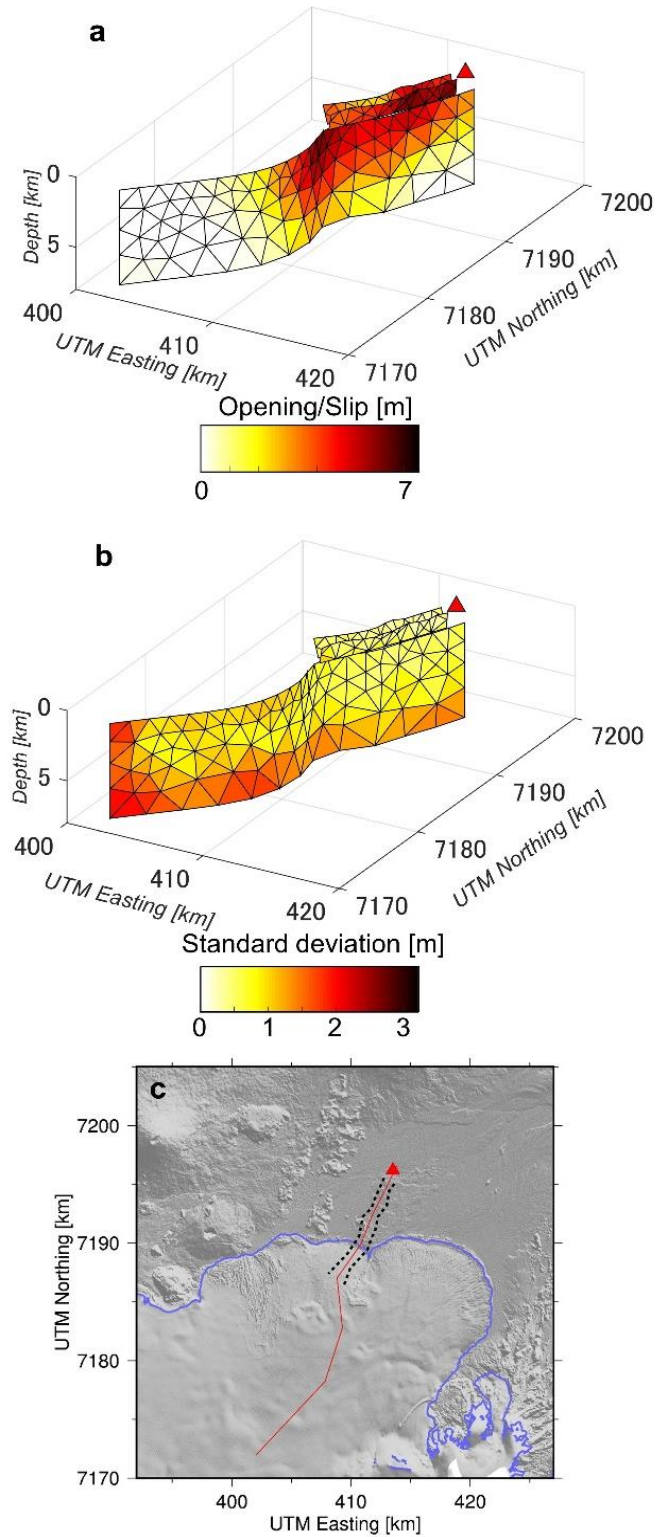 a
0
5
Depth [km]
400
410
420
UTM Easting [km]
7170
7180
7190
7200
UTM Northing [km]
Opening/Slip [m]
0 7
b
0
5
Depth [km]
400
410
420
UTM Easting [km]
7170
7180
7190
7200
UTM Northing [km]
Standard deviation [m]
0 1 2 3
c
7200
7190
7180
7170
UTM Northing [km]
400 410 420
UTM Easting [km]